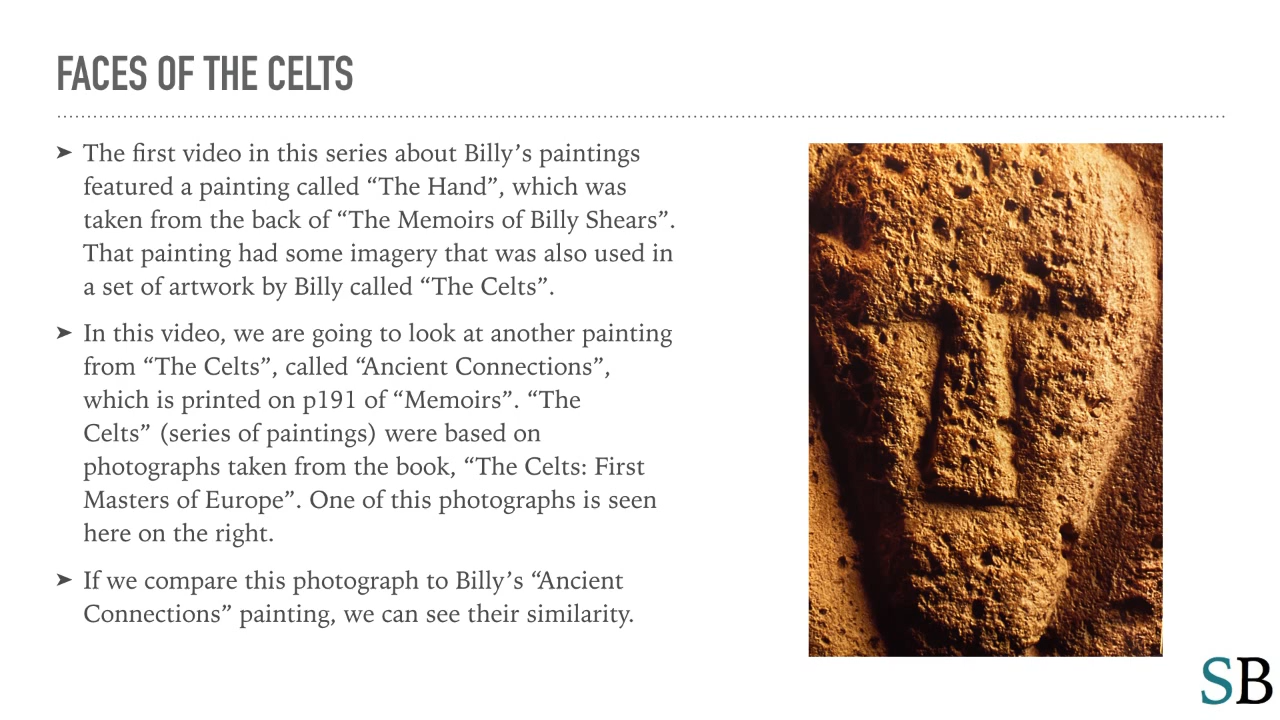 FACES OF THE CELTS
➤ The first video in this series about Billy’s paintings
featured a painting called “The Hand”, which was
taken from the back of “The Memoirs of Billy Shears”.
That painting had some imagery that was also used in
a set of artwork by Billy called “The Celts”.
➤ In this video, we are going to look at another painting
from “The Celts”, called “Ancient Connections”,
which is printed on p191 of “Memoirs”. “The
Celts” (series of paintings) were based on
photographs taken from the book, “The Celts: First
Masters of Europe”. One of this photographs is seen
here on the right.
➤ If we compare this photograph to Billy’s “Ancient
Connections” painting, we can see their similarity.
SB